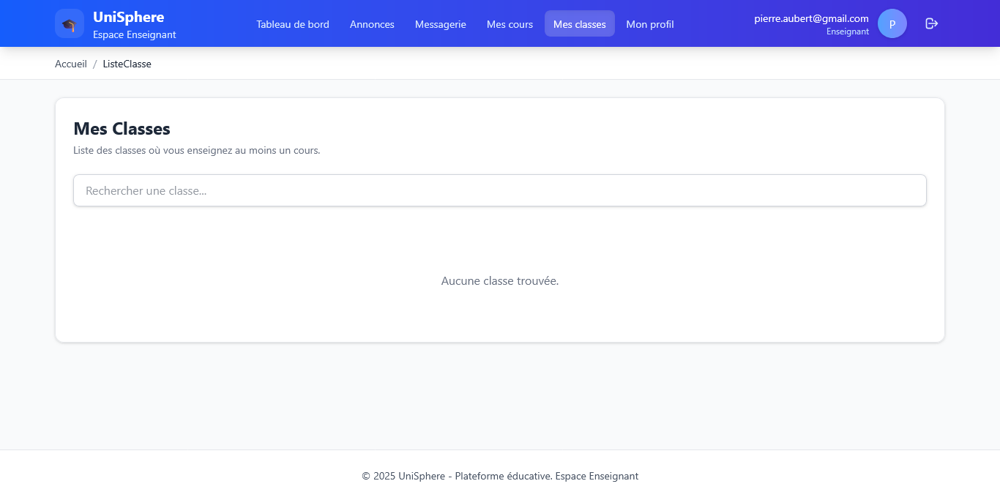 UniSphere
Espace Enseignant
Tableau de bord
Annonces
Messagerie
Mes cours
Mes classes
Mon profil
pierre.aubert@gmail.com
Enseignant
P
Accueil / ListeClasse
Mes Classes
Liste des classes où vous enseignez au moins un cours.
Rechercher une classe...
Aucune classe trouvée.
© 2025 UniSphere - Plateforme éducative. Espace Enseignant